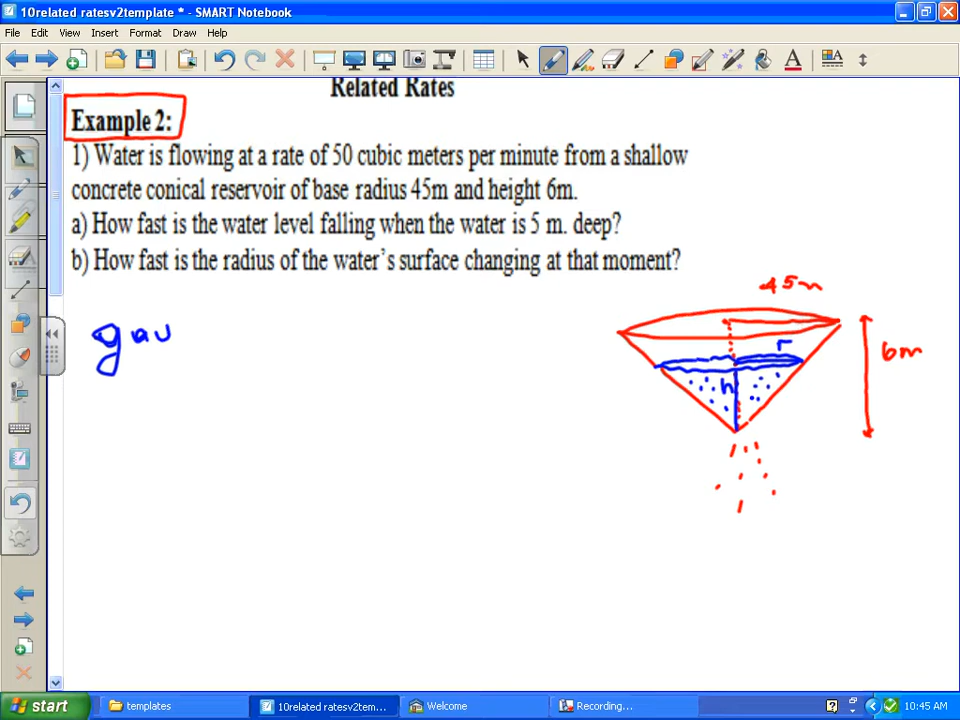 10related ratesv2template * - SMART Notebook
File Edit View Insert Format Draw Help
Related Rates
Example 2:
1) Water is flowing at a rate of 50 cubic meters per minute from a shallow
concrete conical reservoir of base radius 45m and height 6m.
a) How fast is the water level falling when the water is 5 m. deep?
b) How fast is the radius of the water's surface changing at that moment?
45m
gau
r
6m
h
start templates 10related ratesv2tem... Welcome Recording... 10:45 AM